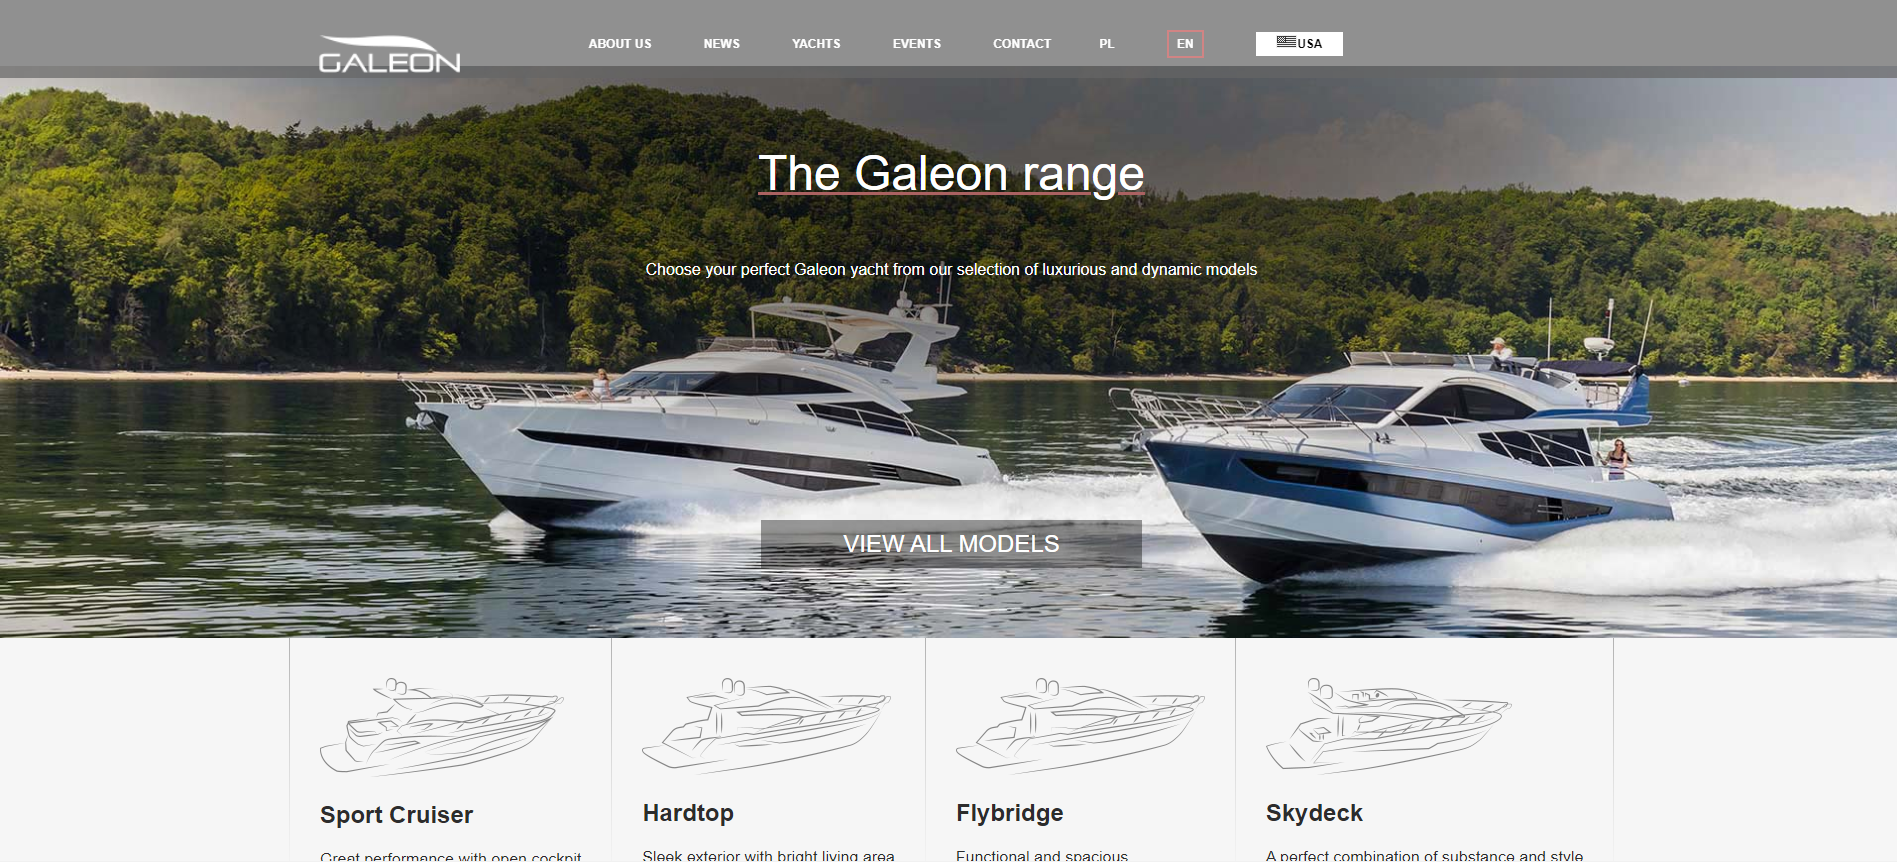 GALEON
ABOUT US
NEWS
YACHTS
EVENTS
CONTACT
PL
EN
USA
The Galeon range
Choose your perfect Galeon yacht from our selection of luxurious and dynamic models
VIEW ALL MODELS
Sport Cruiser
Hardtop
Flybridge
Skydeck
Great performance with open cockpit
Sleek exterior with bright living area
Functional and spacious
A perfect combination of substance and style